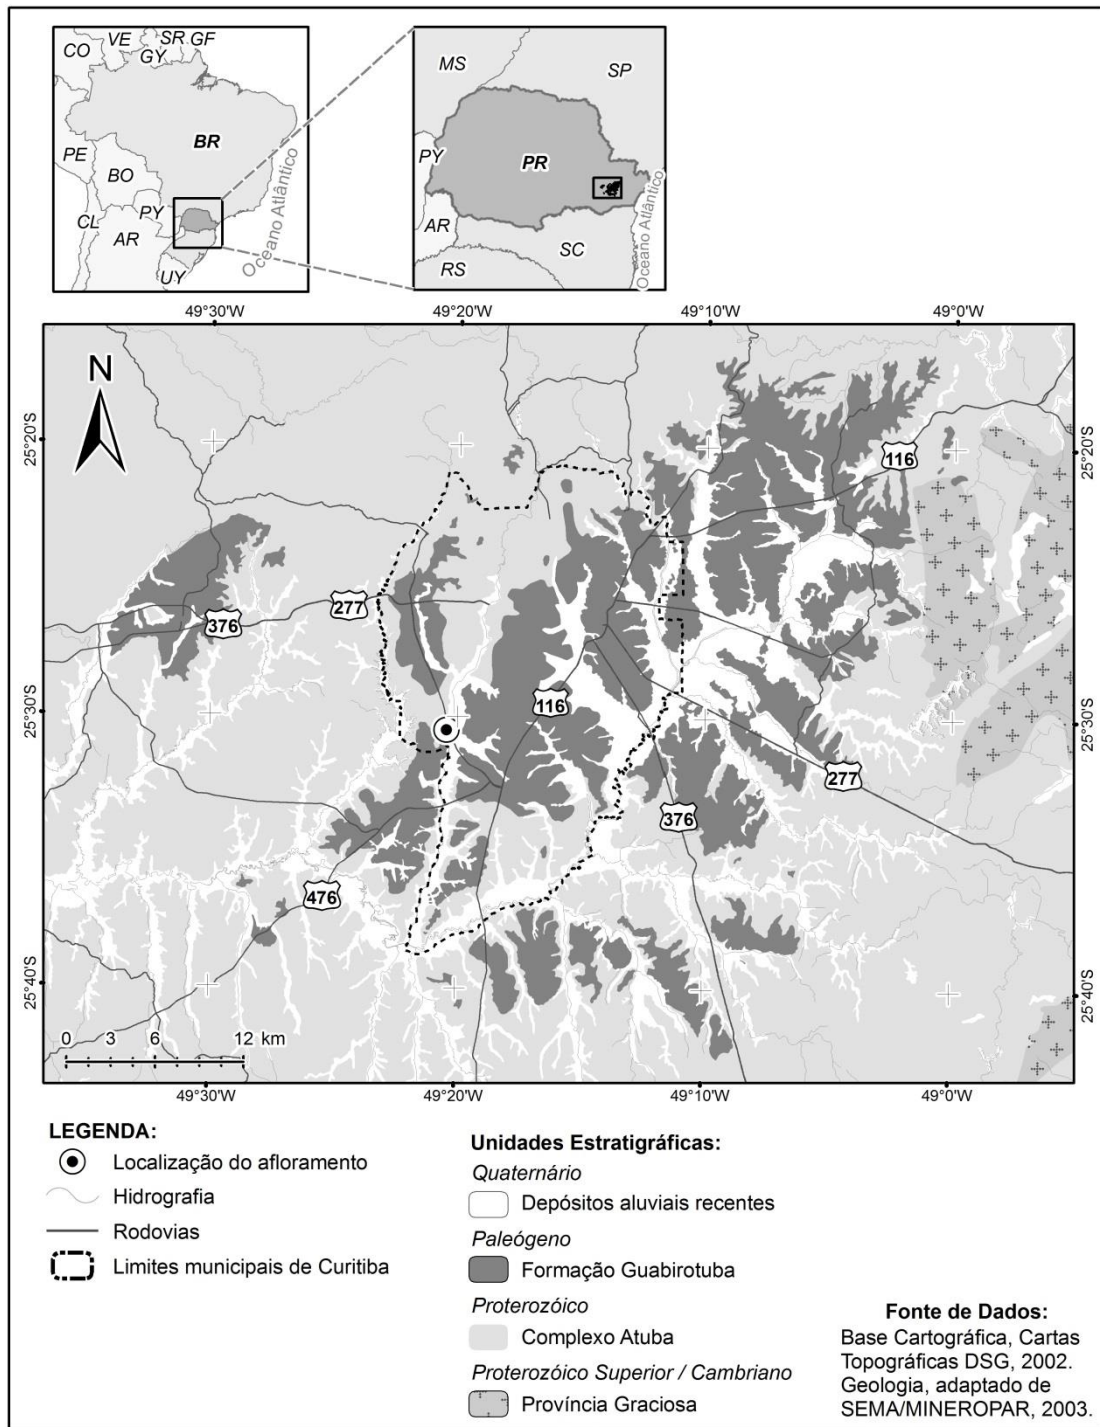 CO
VE
SR
GF
GY
PE
BR
BO
PY
CL
AR
UY
Oceano Atlântico
MS
SP
PY
PR
AR
SC
RS
Oceano Atlântico
49°30'W
49°20'W
49°10'W
49°0'W
N
25°20'S
25°20'S
116
277
376
116
25°30'S
25°30'S
277
376
476
25°40'S
25°40'S
0 3 6 12 km
49°30'W
49°20'W
49°10'W
49°0'W
LEGENDA:
Localização do afloramento
Hidrografia
Rodovias
Limites municipais de Curitiba
Unidades Estratigráficas:
Quaternário
Depósitos aluviais recentes
Paleógeno
Formação Guabirotuba
Proterozóico
Complexo Atuba
Proterozóico Superior / Cambriano
Província Graciosa
Fonte de Dados:
Base Cartográfica, Cartas
Topográficas DSG, 2002.
Geologia, adaptado de
SEMA/MINEROPAR, 2003.